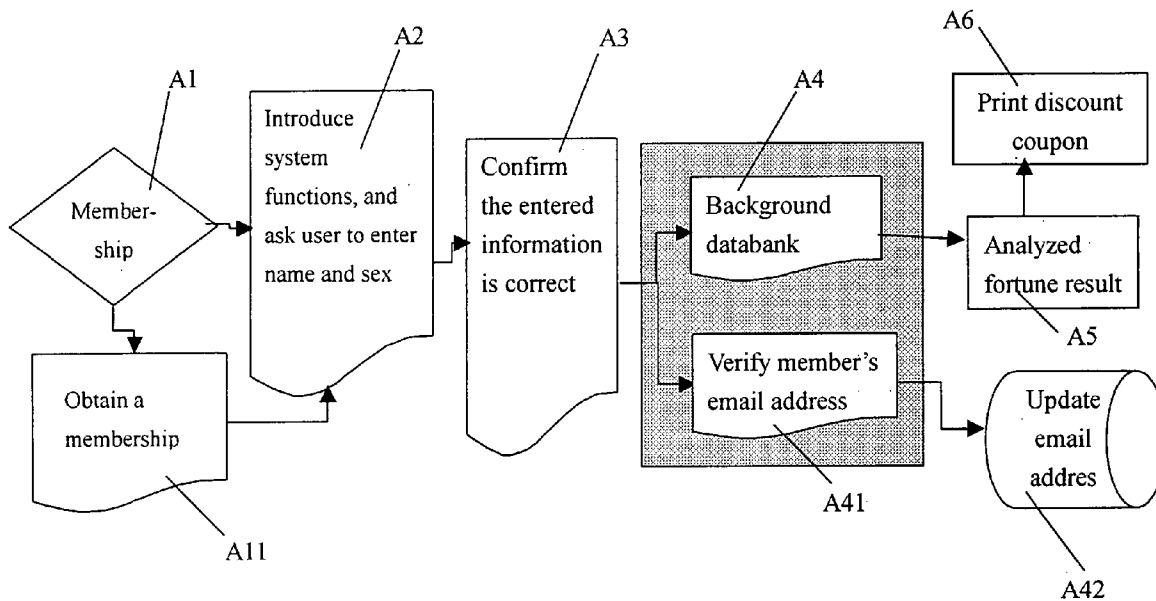 A1
Member-
ship
A11
Obtain a
membership
A2
Introduce
system
functions, and
ask user to enter
name and sex
A3
Confirm
the entered
information
is correct
A4
Background
databank
A41
Verify member's
email address
A5
Analyzed
fortune result
A6
Print discount
coupon
A42
Update
email
addres